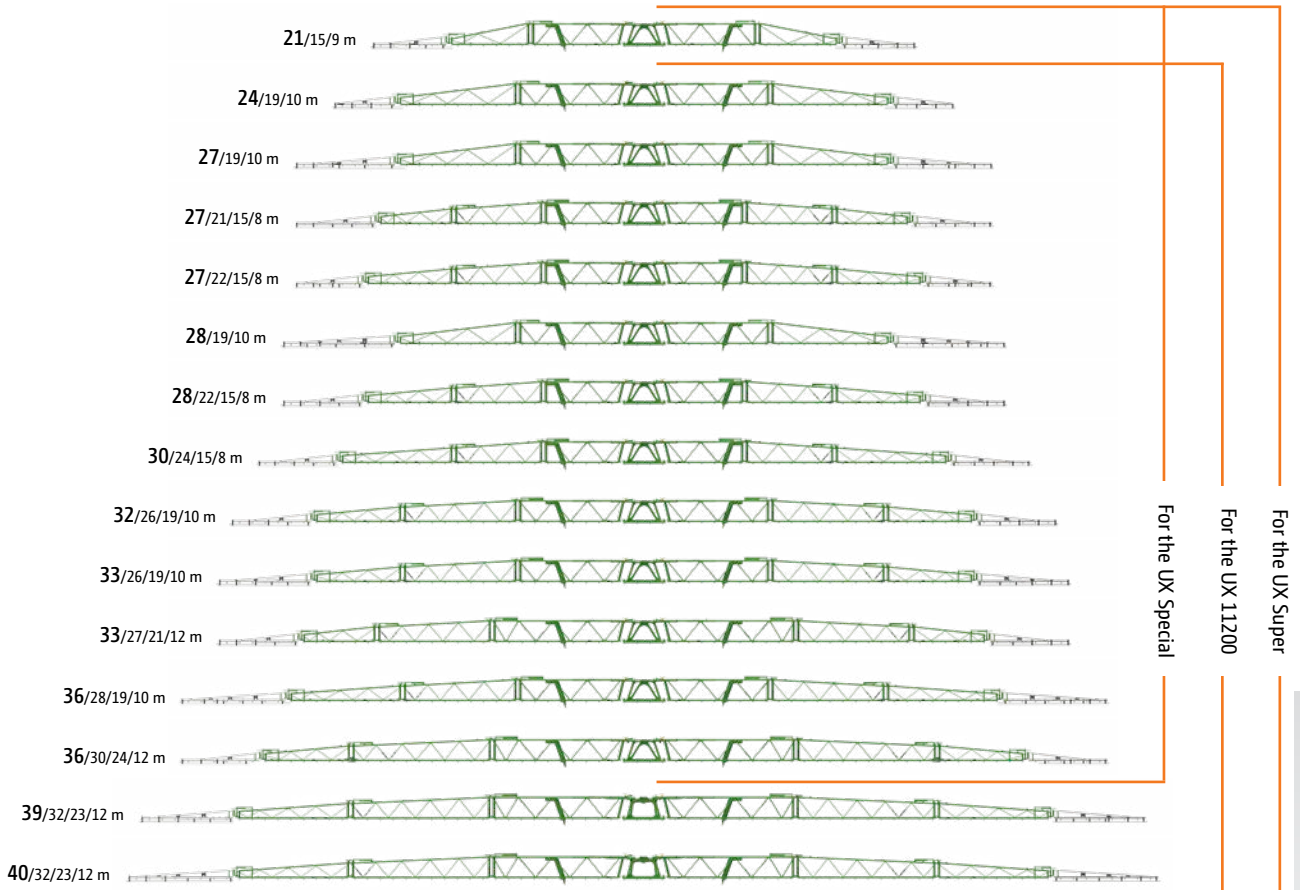 21/15/9 m
24/19/10 m
27/19/10 m
27/21/15/8 m
27/22/15/8 m
28/19/10 m
28/22/15/8 m
30/24/15/8 m
32/26/19/10 m
33/26/19/10 m
33/27/21/12 m
36/28/19/10 m
36/30/24/12 m
39/32/23/12 m
40/32/23/12 m
For the UX Special
For the UX 11200
For the UX Super